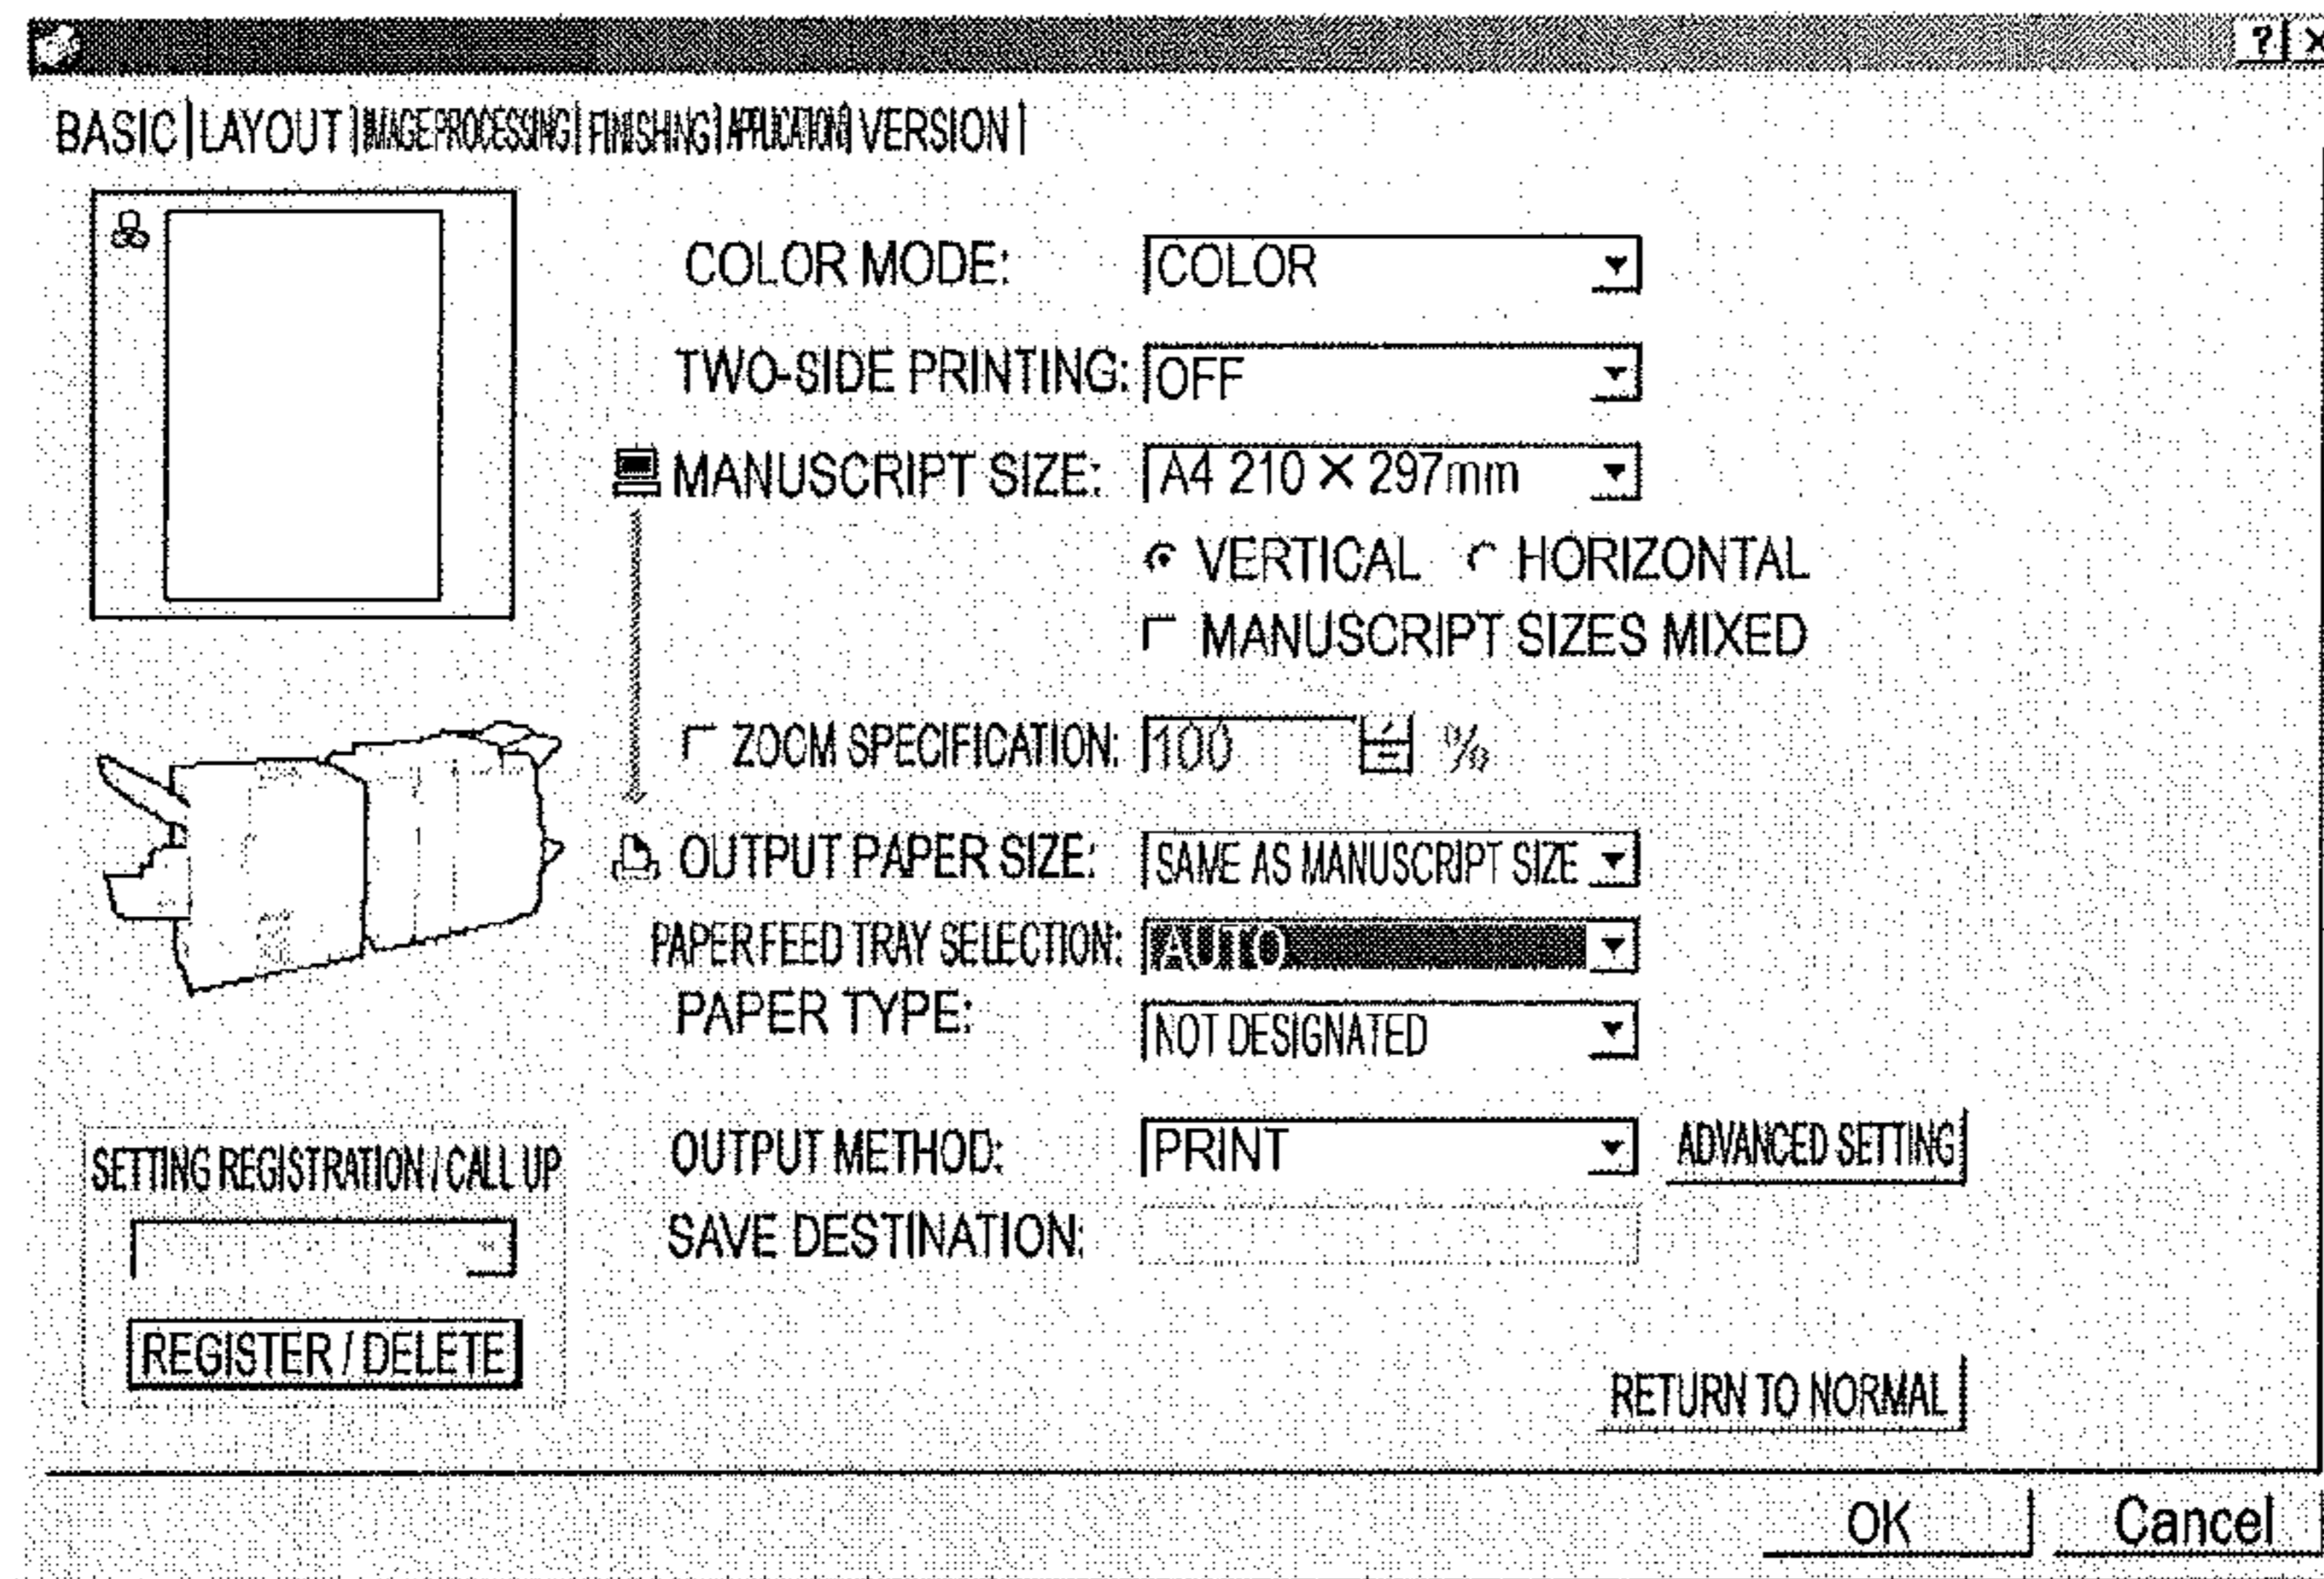 ? ×
BASIC | LAYOUT | IMAGE PROCESSING | FINISHING | APPLICATION | VERSION |
COLOR MODE: COLOR
TWO-SIDE PRINTING: OFF
MANUSCRIPT SIZE: A4 210 × 297mm
VERTICAL HORIZONTAL
MANUSCRIPT SIZES MIXED
ZOOM SPECIFICATION: 100 %
OUTPUT PAPER SIZE: SAME AS MANUSCRIPT SIZE
PAPER FEED TRAY SELECTION: AUTO
PAPER TYPE: NOT DESIGNATED
OUTPUT METHOD: PRINT ADVANCED SETTING
SETTING REGISTRATION / CALL UP
SAVE DESTINATION:
REGISTER / DELETE
RETURN TO NORMAL
OK Cancel